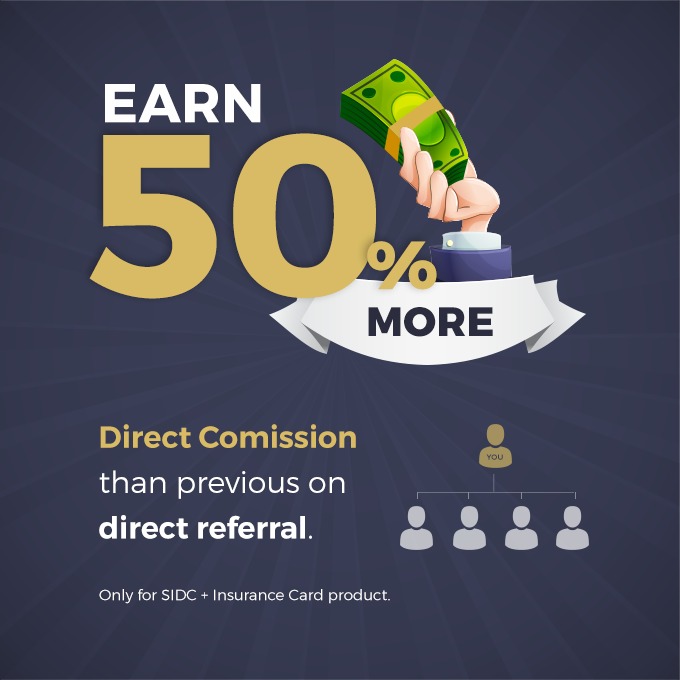 EARN
50%
MORE
Direct Comission
than previous on
direct referral.
YOU
Only for SIDC + Insurance Card product.